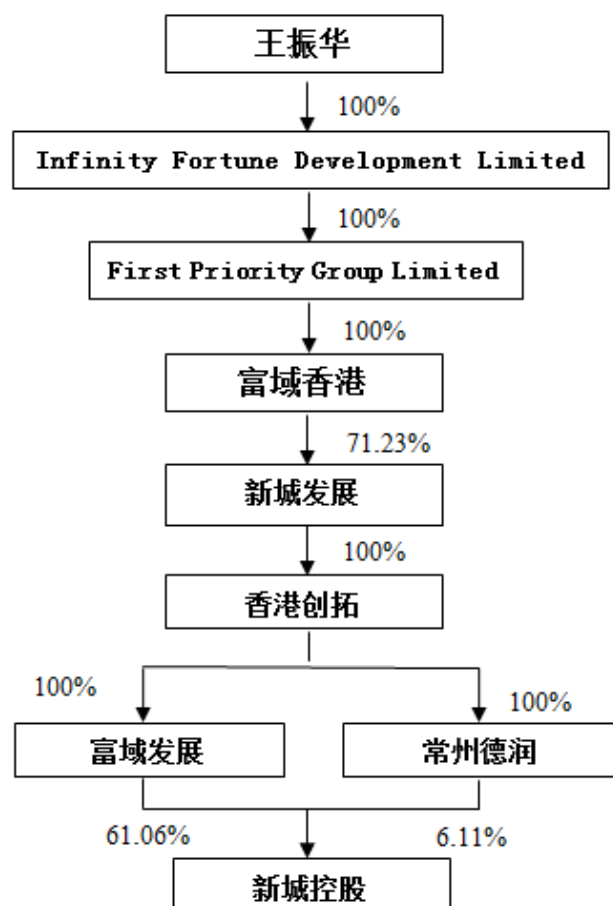 王振华
100%
Infinity Fortune Development Limited
100%
First Priority Group Limited
100%
富域香港
71.23%
新城发展
100%
香港创拓
100%
100%
富域发展
常州德润
61.06%
6.11%
新城控股